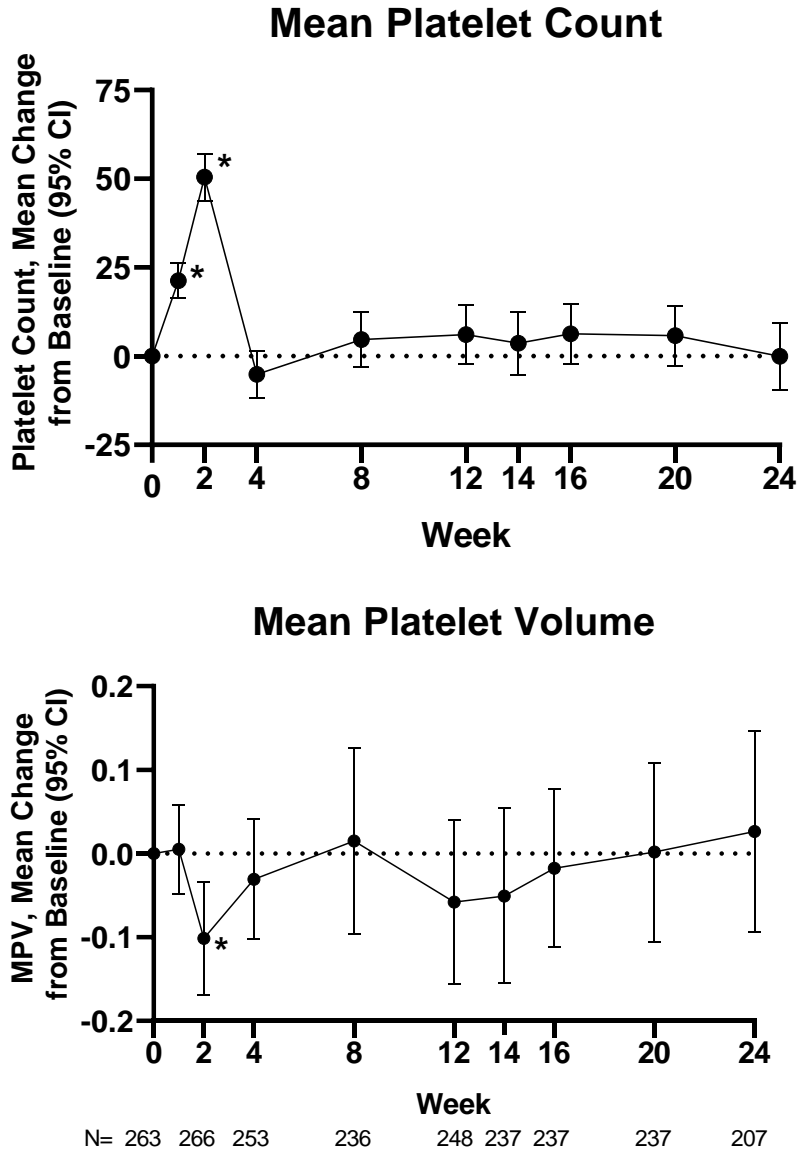 Mean Platelet Count
Platelet Count, Mean Change
from Baseline (95% CI)
75
50
25
0
-25
*
*
0 2 4 8 12 14 16 20 24
Week
Mean Platelet Volume
MPV, Mean Change
from Baseline (95% CI)
0.2
0.1
0.0
-0.1
-0.2
*
0 2 4 8 12 14 16 20 24
Week
N= 263 266 253 236 248 237 237 237 207